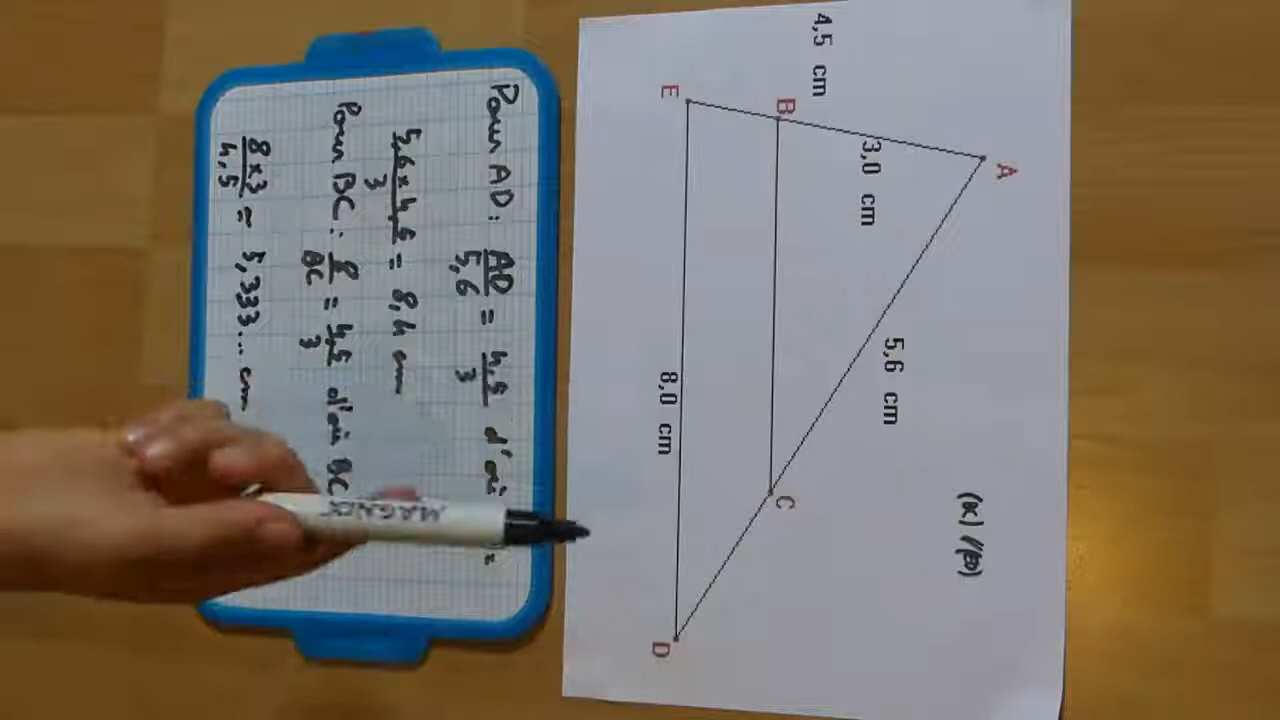 Pour AD : AD/5,6 = 4,5/3 d'où
5,6 x 4,5/3 = 8,4 cm
Pour BC : 8/BC = 4,5/3 d'où BC
8 x 3/4,5 = 5,333... cm
(BC) // (ED)
A
5,6 cm
3,0 cm
4,5 cm
B
C
E
8,0 cm
D
MAGNETOX